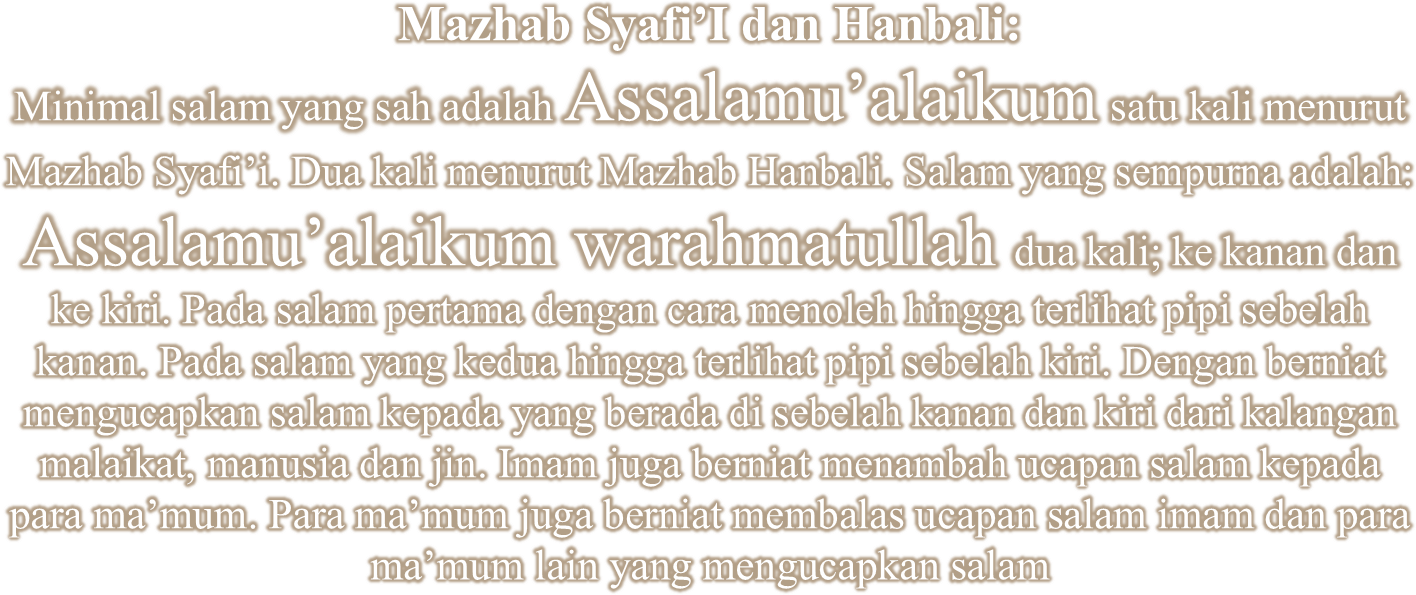 Mazhab Syafi’I dan Hanbali:
Minimal salam yang sah adalah Assalamu’alaikum satu kali menurut
Mazhab Syafi’i. Dua kali menurut Mazhab Hanbali. Salam yang sempurna adalah:
Assalamu’alaikum warahmatullah dua kali; ke kanan dan
ke kiri. Pada salam pertama dengan cara menoleh hingga terlihat pipi sebelah
kanan. Pada salam yang kedua hingga terlihat pipi sebelah kiri. Dengan berniat
mengucapkan salam kepada yang berada di sebelah kanan dan kiri dari kalangan
malaikat, manusia dan jin. Imam juga berniat menambah ucapan salam kepada
para ma’mum. Para ma’mum juga berniat membalas ucapan salam imam dan para
ma’mum lain yang mengucapkan salam